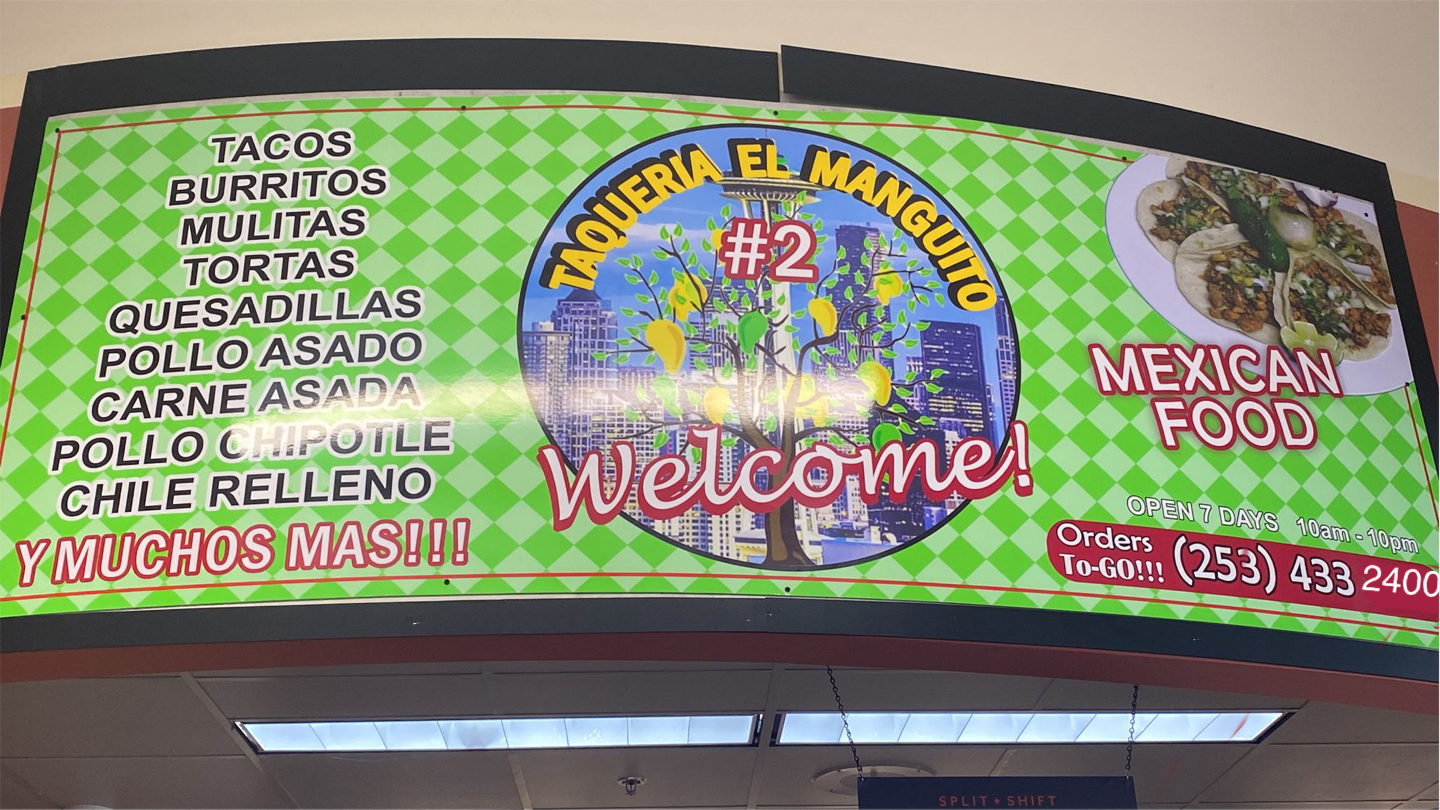 TACOS
BURRITOS
MULITAS
TORTAS
QUESADILLAS
POLLO ASADO
CARNE ASADA
POLLO CHIPOTLE
CHILE RELLENO
Y MUCHOS MAS!!!
TAQUERIA EL MANGUITO
#2
Welcome!
MEXICAN
FOOD
OPEN 7 DAYS 10am - 10pm
Orders
To-GO!!! (253) 433 2400
SPLIT ★ SHIFT